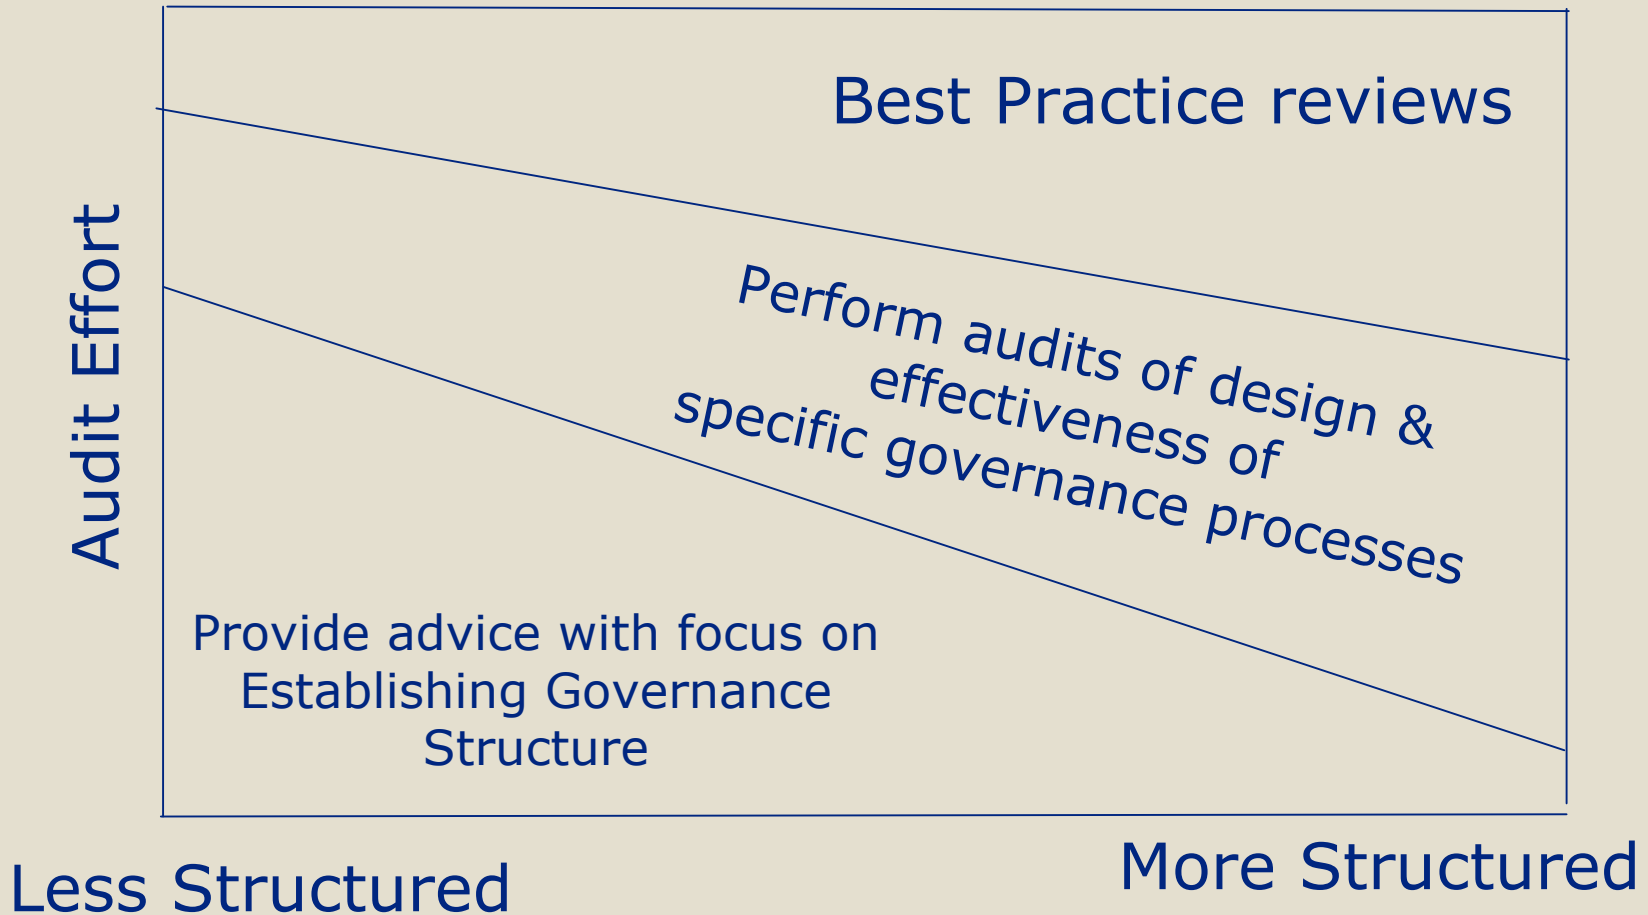 Best Practice reviews
Audit Effort
Perform audits of design &
effectiveness of
specific governance processes
Provide advice with focus on
Establishing Governance
Structure
Less Structured
More Structured